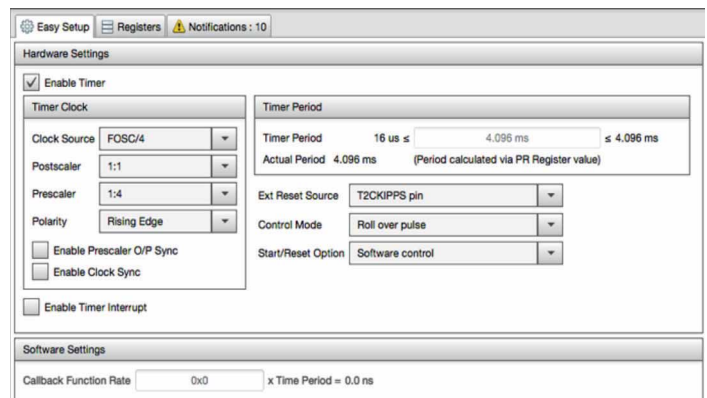 Easy Setup Registers Notifications : 10
Hardware Settings
Enable Timer
Timer Clock
Clock Source FOSC/4
Postscaler 1:1
Prescaler 1:4
Polarity Rising Edge
Enable Prescaler O/P Sync
Enable Clock Sync
Timer Period
Timer Period 16 us ≤ 4.096 ms ≤ 4.096 ms
Actual Period 4.096 ms (Period calculated via PR Register value)
Ext Reset Source T2CKIPPS pin
Control Mode Roll over pulse
Start/Reset Option Software control
Enable Timer Interrupt
Software Settings
Callback Function Rate 0x0 x Time Period = 0.0 ns